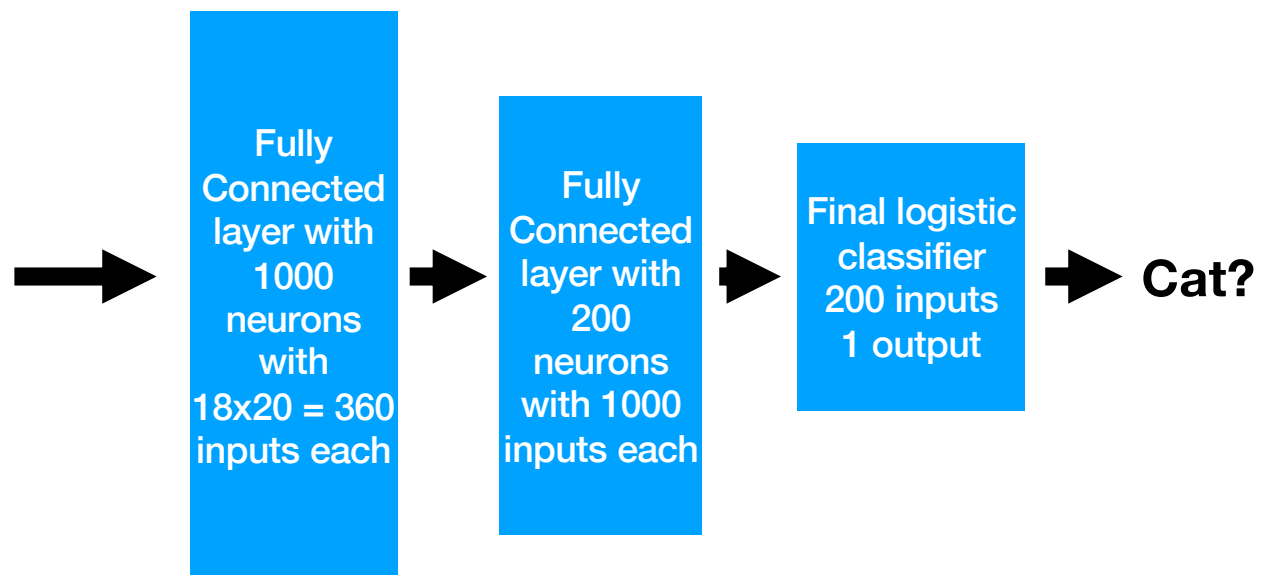 Fully
Connected
layer with
1000
neurons
with
18x20 = 360
inputs each
Fully
Connected
layer with
200
neurons
with 1000
inputs each
Final logistic
classifier
200 inputs
1 output
Cat?